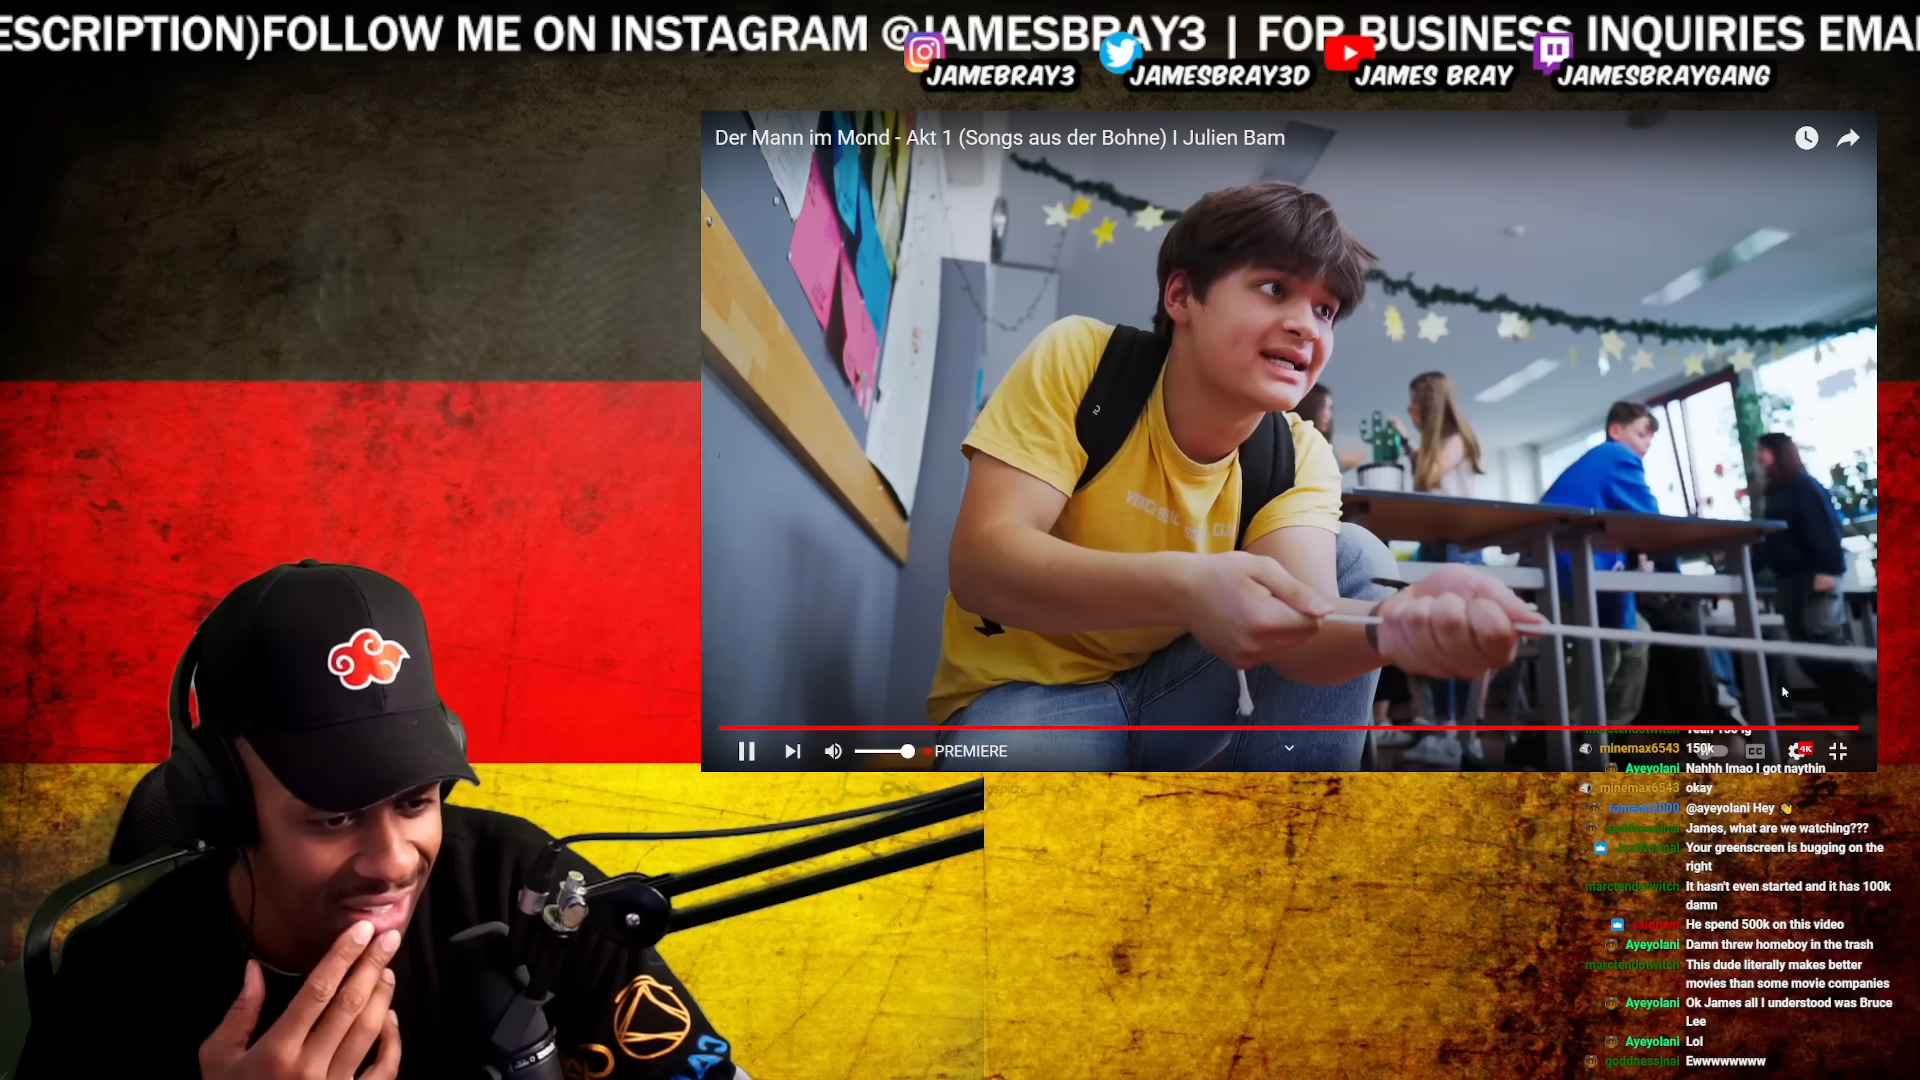 ESCRIPTION)FOLLOW ME ON INSTAGRAM @JAMESBRAY3 | FOR BUSINESS INQUIRIES EMAI
JAMEBRAY3
JAMESBRAY3D
JAMES BRAY
JAMESBRAYGANG
Der Mann im Mond - Akt 1 (Songs aus der Bohne) I Julien Bam
PREMIERE
CC
4K
minemax6543 150k
Ayeyolani Nahhh lmao I got naythin
minemax6543 okay
@ayeyolani Hey 👋
James, what are we watching???
Your greenscreen is bugging on the
right
marctendotwitch It hasn't even started and it has 100k
damn
He spend 500k on this video
Ayeyolani Damn threw homeboy in the trash
marctendotwitch This dude literally makes better
movies than some movie companies
Ayeyolani Ok James all I understood was Bruce
Lee
Ayeyolani Lol
goddnessjnai Ewwwwwwww